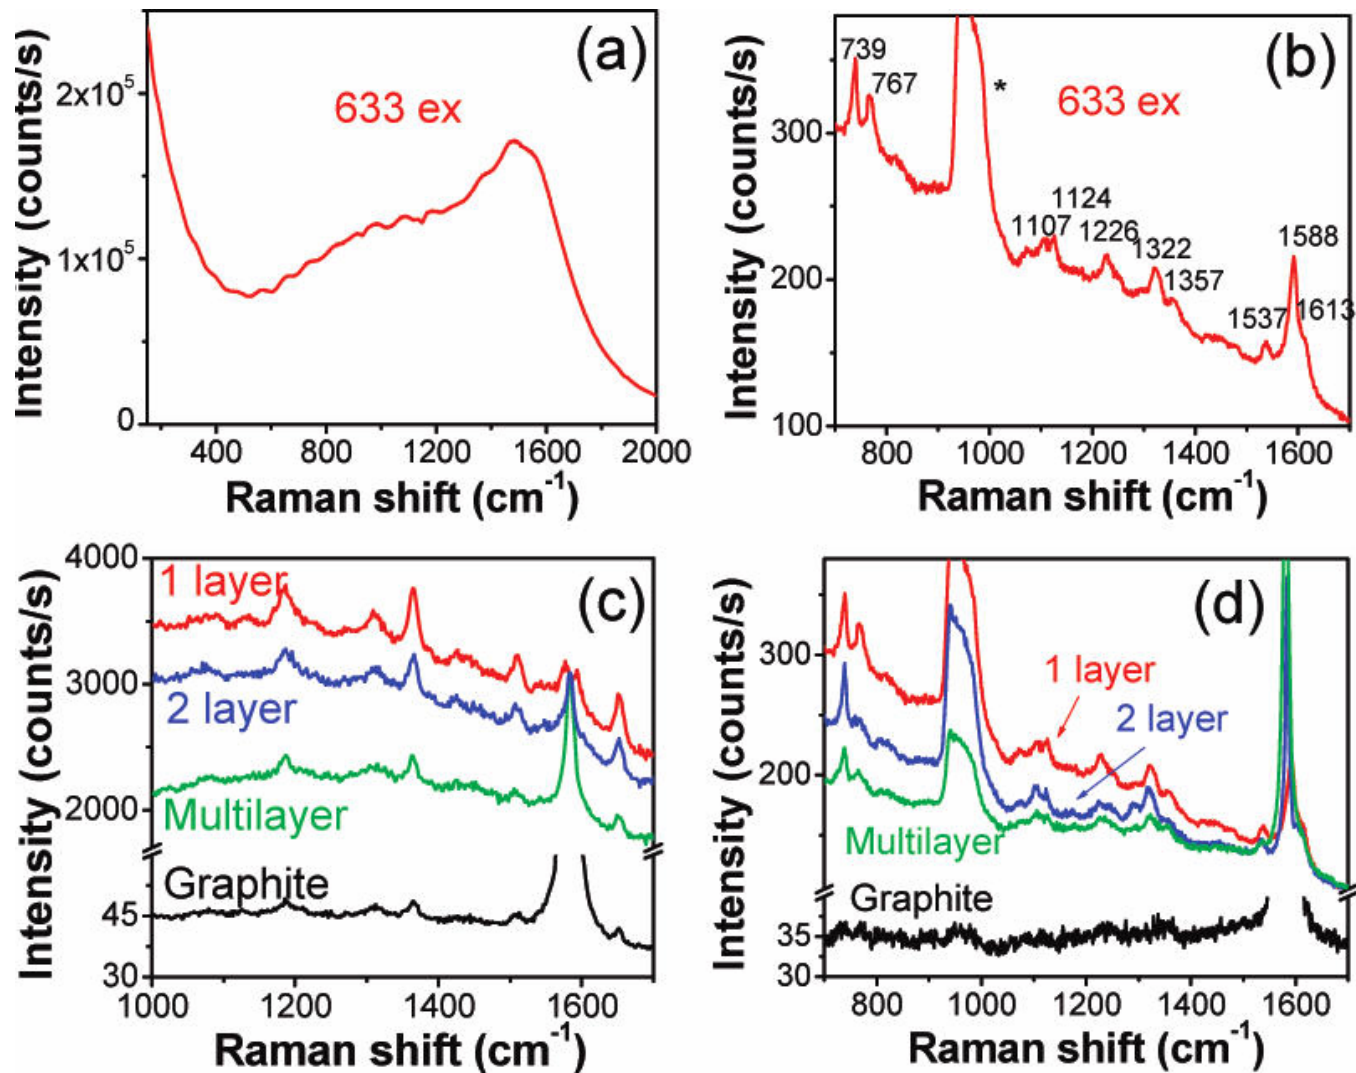 (a)
633 ex
2x10⁵
1x10⁵
0
Intensity (counts/s)
400 800 1200 1600 2000
Raman shift (cm⁻¹)
(b)
739
767
*
633 ex
1124
1107
1226
1322
1357
1588
1537
1613
300
200
100
Intensity (counts/s)
800 1000 1200 1400 1600
Raman shift (cm⁻¹)
(c)
1 layer
2 layer
Multilayer
Graphite
4000
3000
2000
45
30
Intensity (counts/s)
1000 1200 1400 1600
Raman shift (cm⁻¹)
(d)
1 layer
2 layer
Multilayer
Graphite
300
200
35
30
Intensity (counts/s)
800 1000 1200 1400 1600
Raman shift (cm⁻¹)